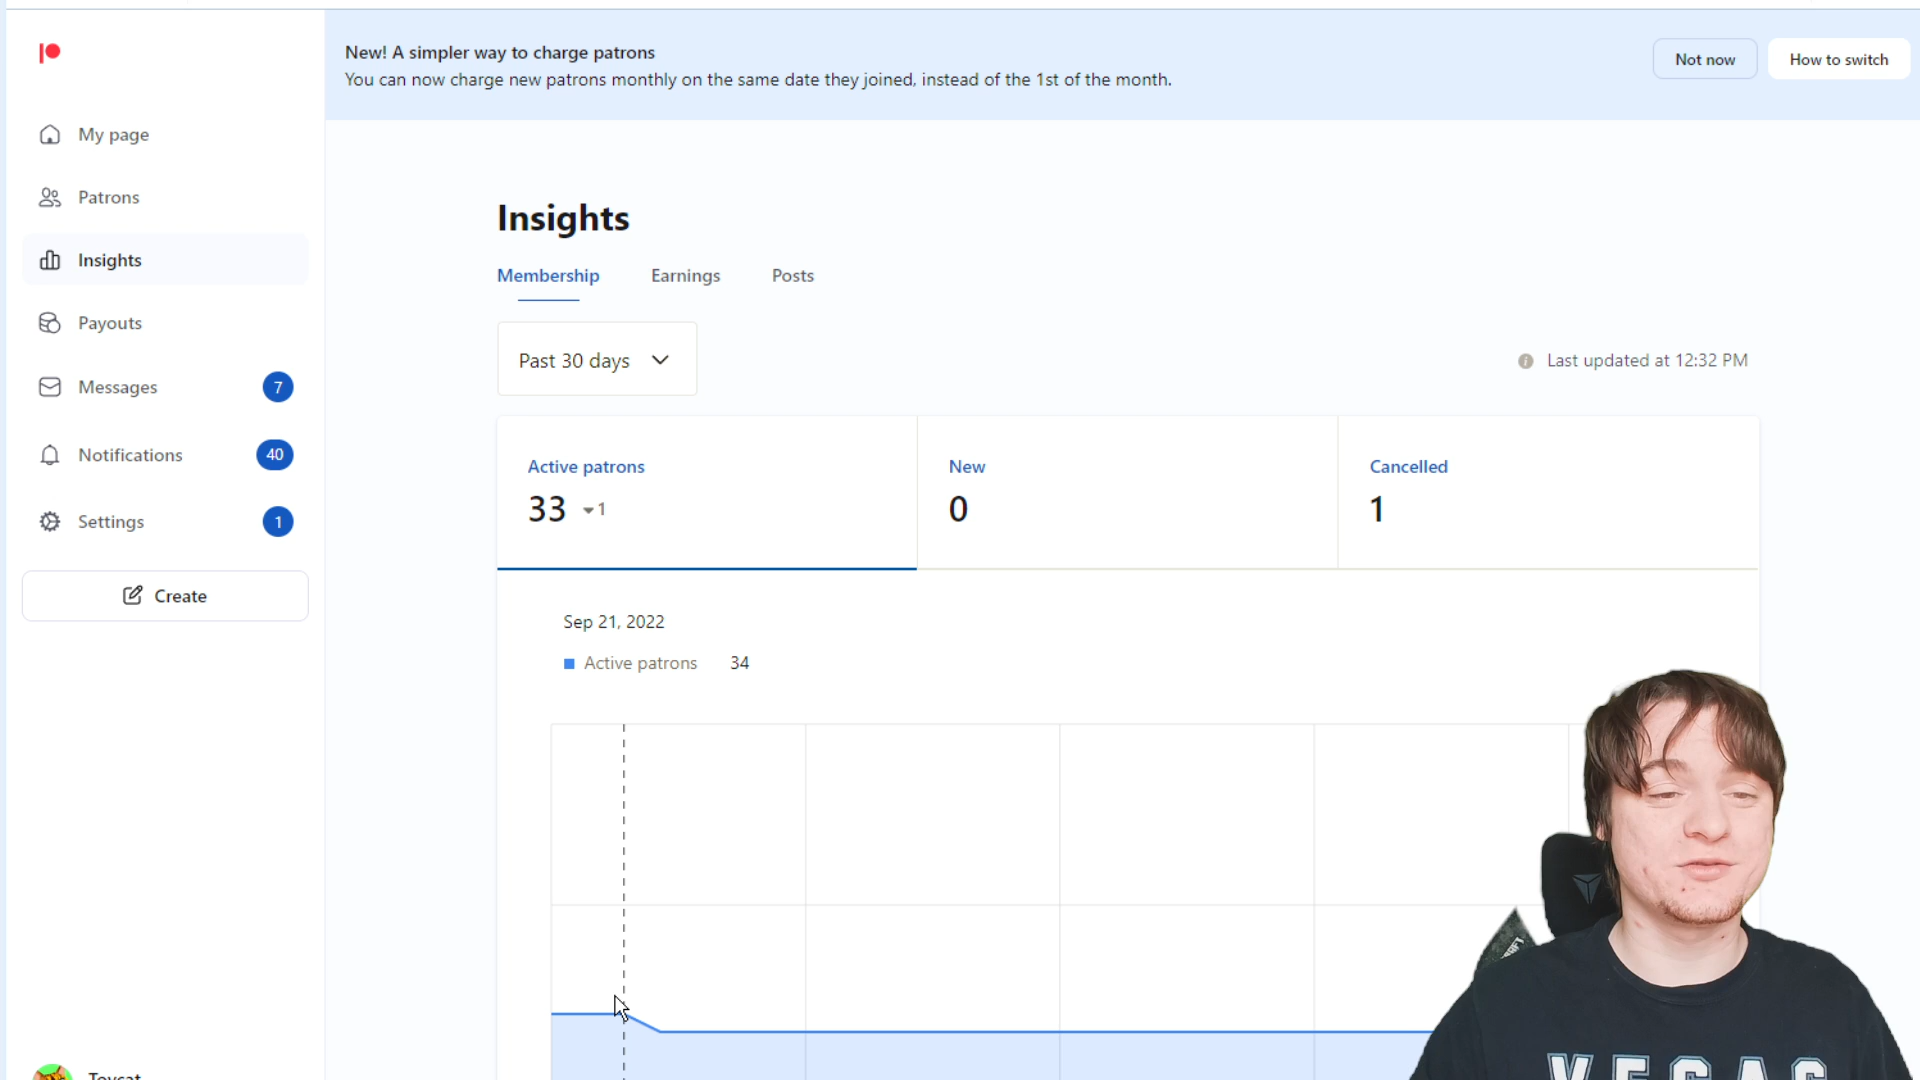 New! A simpler way to charge patrons
You can now charge new patrons monthly on the same date they joined, instead of the 1st of the month.
Not now
How to switch
My page
Patrons
Insights
Payouts
Messages 7
Notifications 40
Settings 1
Create
Toycat
Insights
Membership Earnings Posts
Past 30 days
Last updated at 12:32 PM
Active patrons
33 1
New
0
Cancelled
1
Sep 21, 2022
Active patrons 34
VEGAS